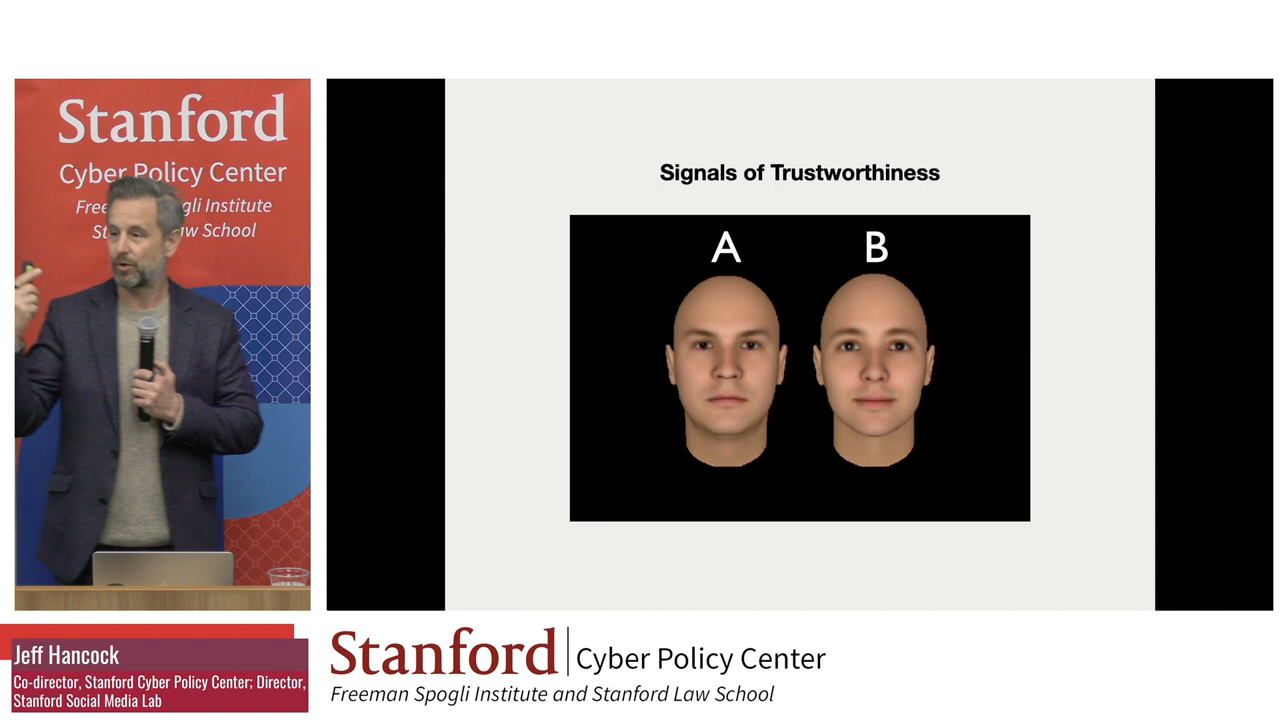 Stanford
Cyber Policy Center
Free gli Institute
St aw School
Signals of Trustworthiness
A B
Jeff Hancock
Co-director, Stanford Cyber Policy Center; Director,
Stanford Social Media Lab
Stanford Cyber Policy Center
Freeman Spogli Institute and Stanford Law School